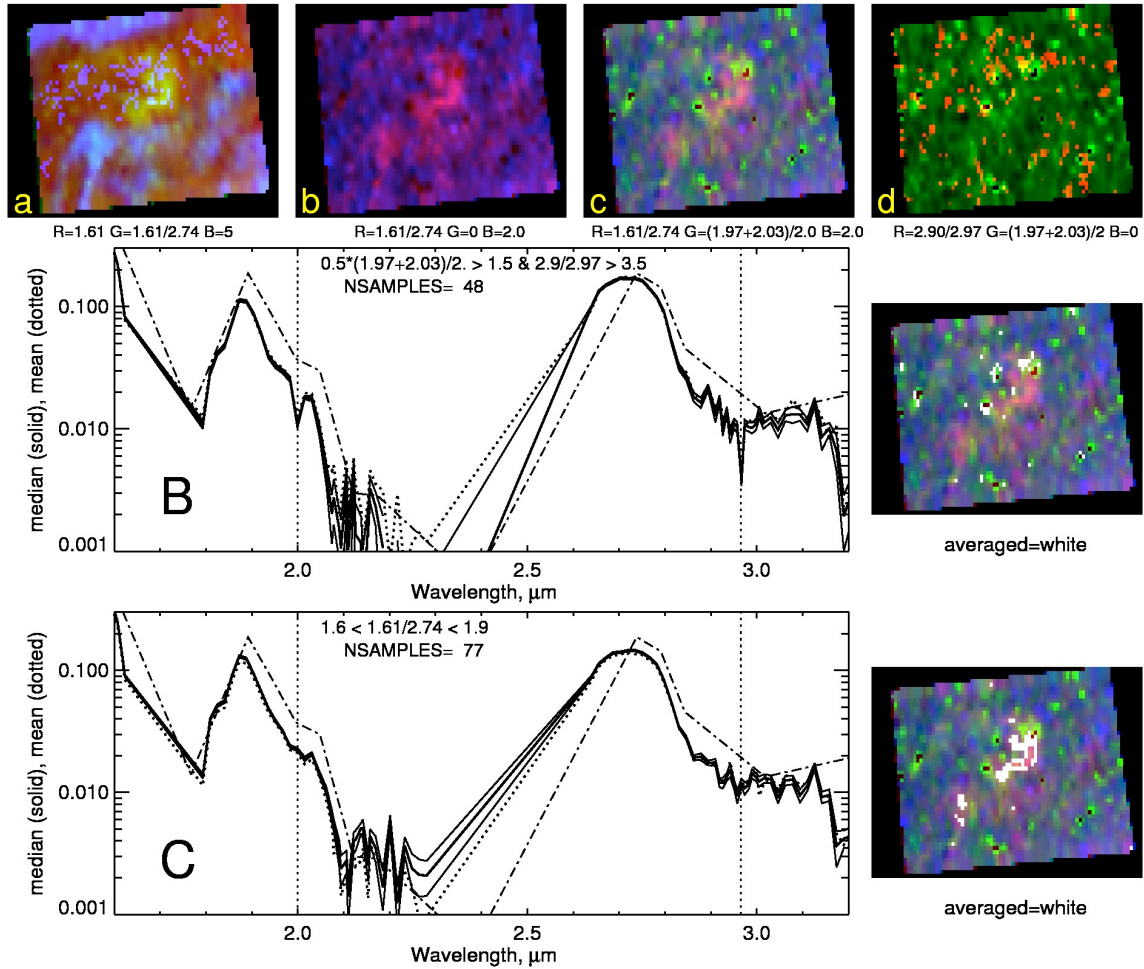 a
b
c
d
R=1.61 G=1.61/2.74 B=5
R=1.61/2.74 G=0 B=2.0
R=1.61/2.74 G=(1.97+2.03)/2.0 B=2.0
R=2.90/2.97 G=(1.97+2.03)/2 B=0
0.5*(1.97+2.03)/2. > 1.5 & 2.9/2.97 > 3.5
NSAMPLES= 48
median (solid), mean (dotted)
0.100
0.010
0.001
B
2.0
2.5
3.0
Wavelength, μm
averaged=white
1.6 < 1.61/2.74 < 1.9
NSAMPLES= 77
median (solid), mean (dotted)
0.100
0.010
0.001
C
2.0
2.5
3.0
Wavelength, μm
averaged=white